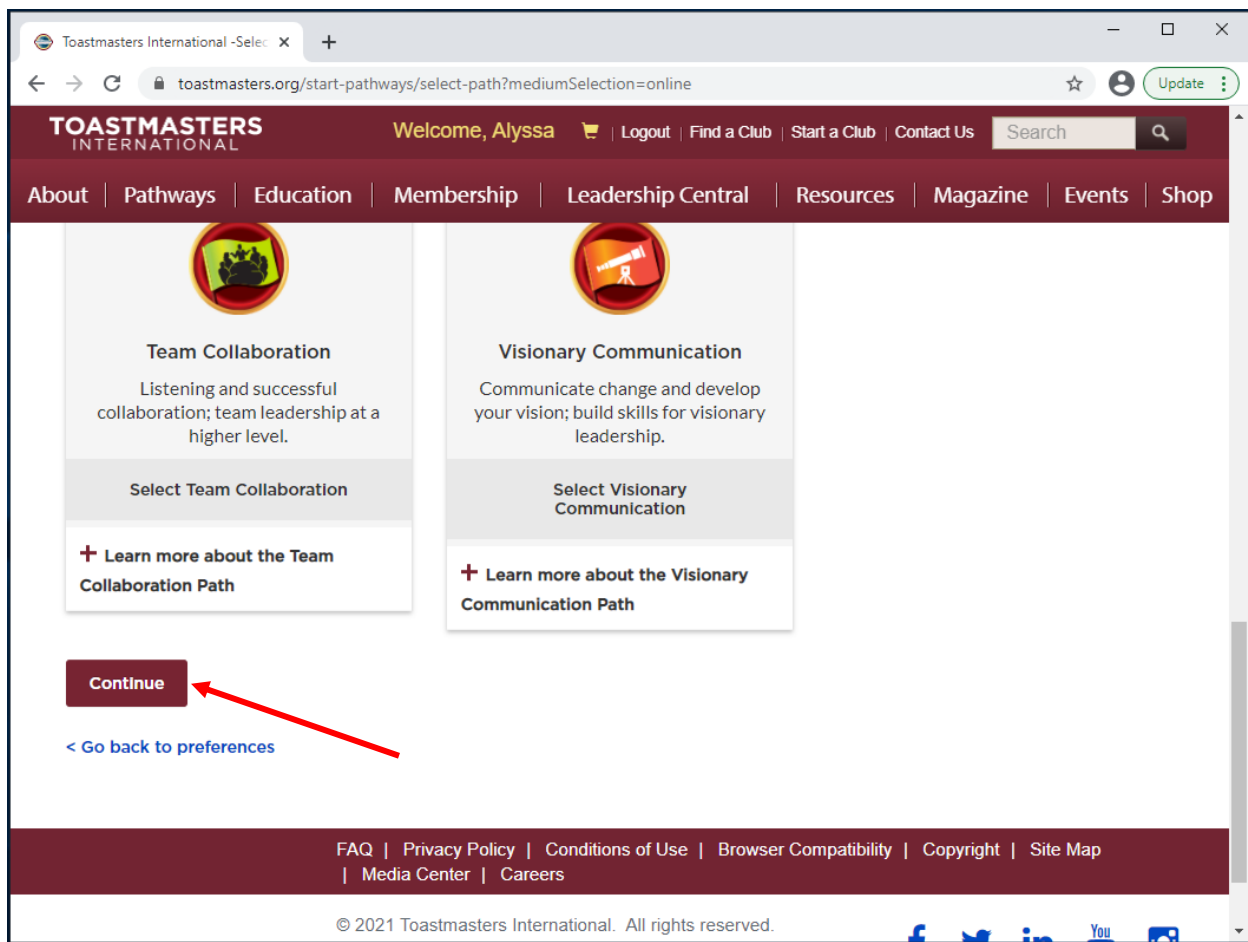 Toastmasters International -Selec
toastmasters.org/start-pathways/select-path?mediumSelection=online
Update
TOASTMASTERS
INTERNATIONAL
Welcome, Alyssa | Logout | Find a Club | Start a Club | Contact Us Search
About | Pathways | Education | Membership | Leadership Central | Resources | Magazine | Events | Shop
Team Collaboration
Listening and successful
collaboration; team leadership at a
higher level.
Select Team Collaboration
+ Learn more about the Team
Collaboration Path
Visionary Communication
Communicate change and develop
your vision; build skills for visionary
leadership.
Select Visionary
Communication
+ Learn more about the Visionary
Communication Path
Continue
< Go back to preferences
FAQ | Privacy Policy | Conditions of Use | Browser Compatibility | Copyright | Site Map
| Media Center | Careers
© 2021 Toastmasters International. All rights reserved.
f in You